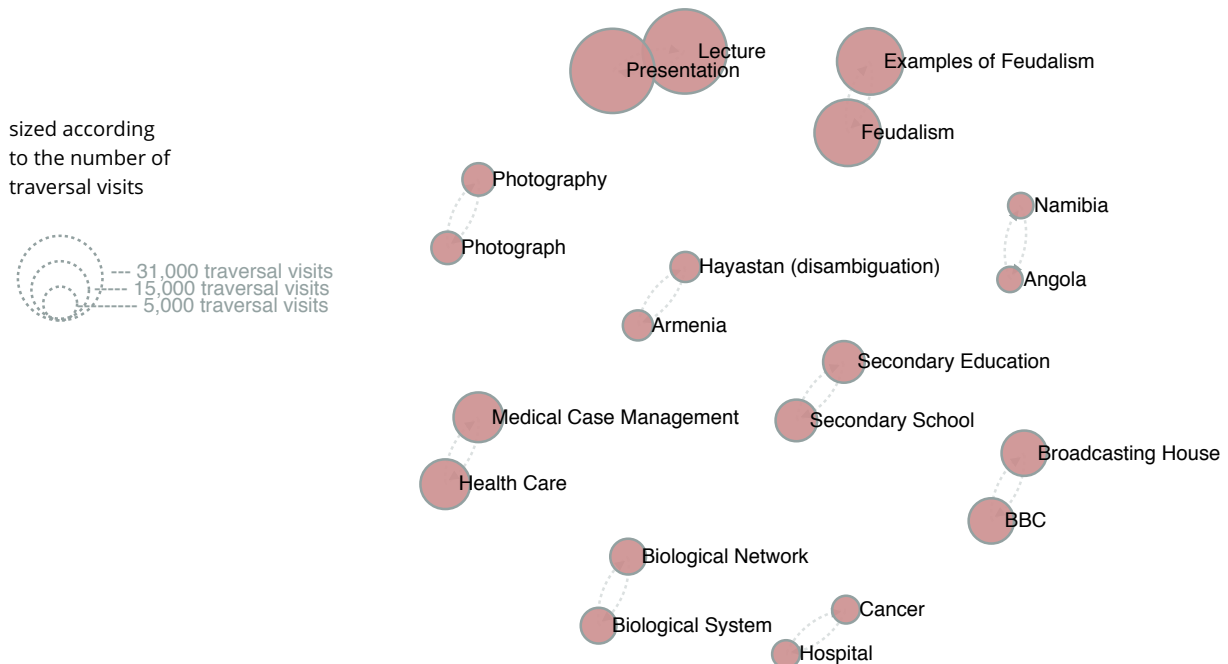 sized according
to the number of
traversal visits
31,000 traversal visits
15,000 traversal visits
5,000 traversal visits
Lecture
Presentation
Examples of Feudalism
Feudalism
Photography
Photograph
Namibia
Angola
Hayastan (disambiguation)
Armenia
Secondary Education
Secondary School
Medical Case Management
Health Care
Broadcasting House
BBC
Biological Network
Biological System
Cancer
Hospital